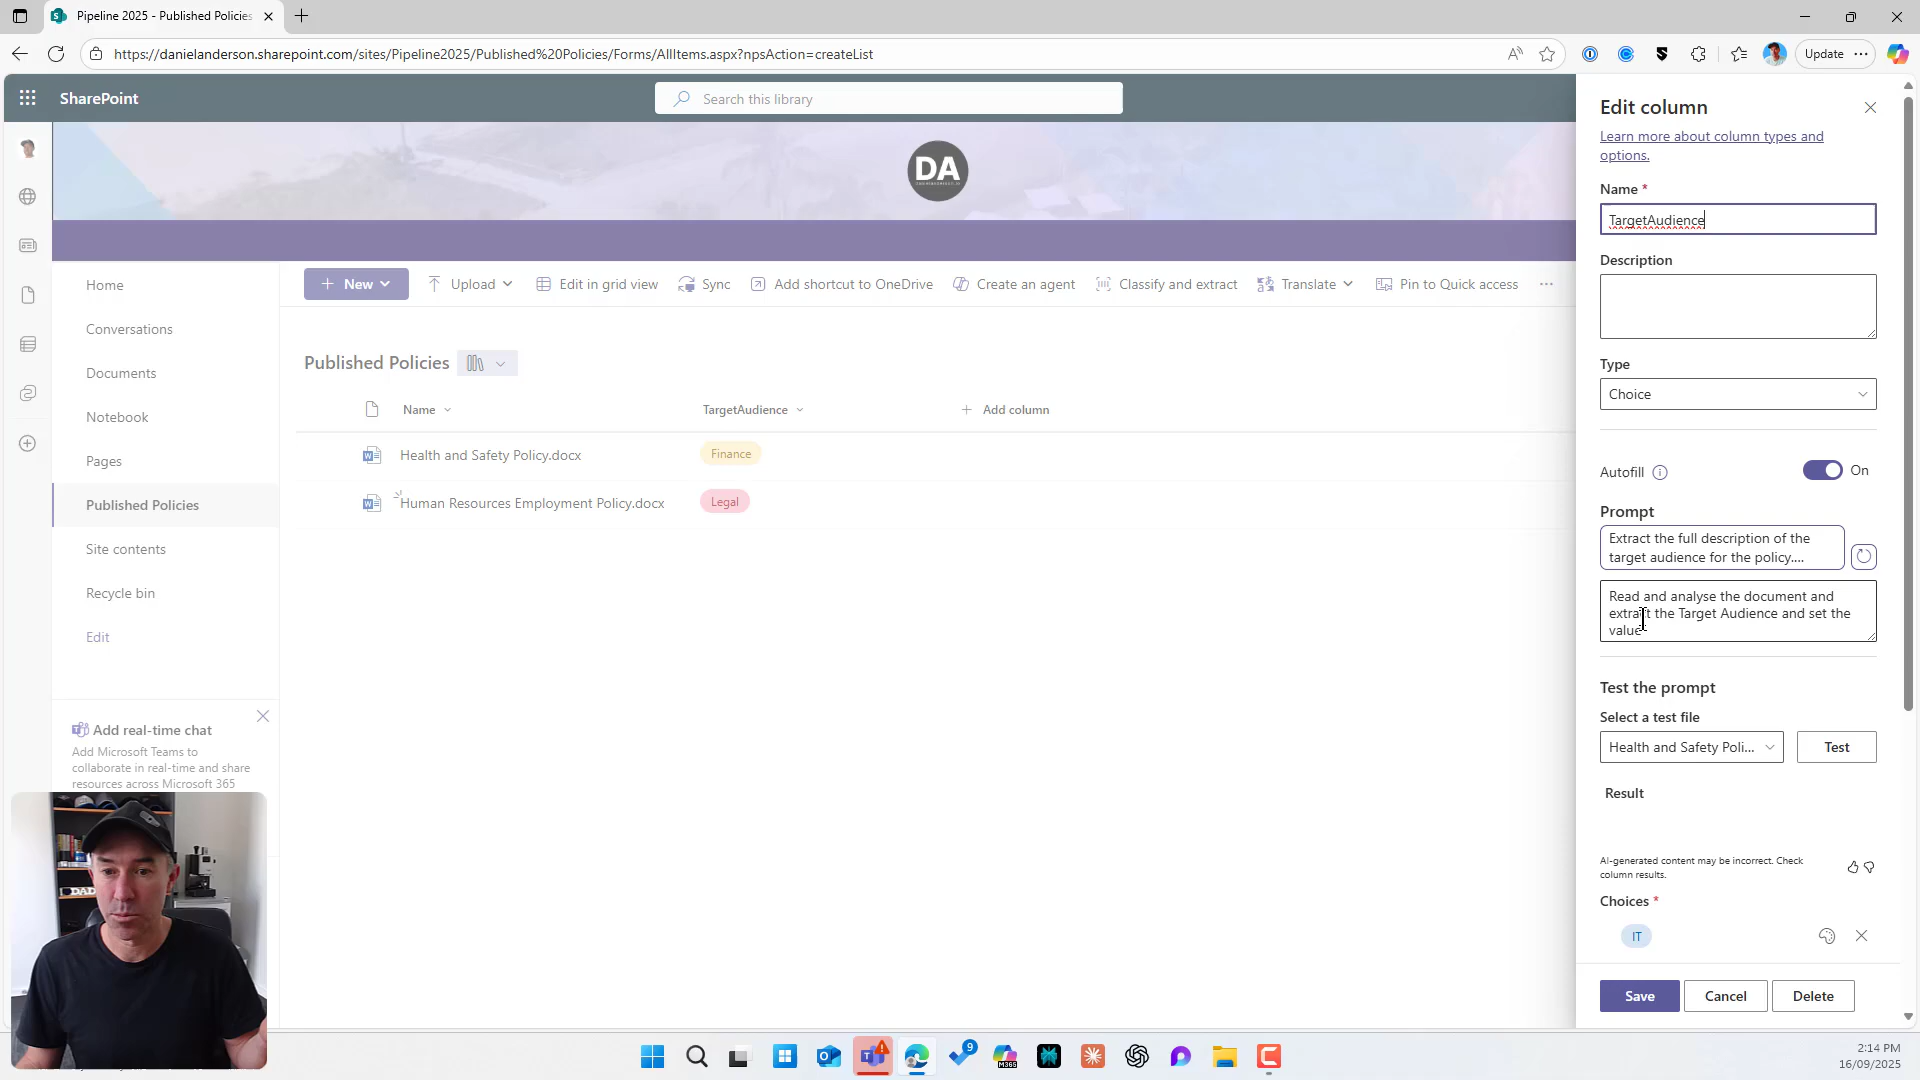 Pipeline 2025 - Published Policies
https://danielanderson.sharepoint.com/sites/Pipeline2025/Published%20Policies/Forms/AllItems.aspx?npsAction=createList
Update
SharePoint
Search this library
DA
Home
Conversations
Documents
Notebook
Pages
Published Policies
Site contents
Recycle bin
Edit
Add real-time chat
Add Microsoft Teams to
collaborate in real-time and share
resources across Microsoft 365
New
Upload
Edit in grid view
Sync
Add shortcut to OneDrive
Create an agent
Classify and extract
Translate
Pin to Quick access
Published Policies
Name
TargetAudience
Add column
Health and Safety Policy.docx
Finance
Human Resources Employment Policy.docx
Legal
Edit column
Learn more about column types and
options.
Name *
TargetAudience
Description
Type
Choice
Autofill
On
Prompt
Extract the full description of the
target audience for the policy....
Read and analyse the document and
extract the Target Audience and set the
value
Test the prompt
Select a test file
Health and Safety Poli...
Test
Result
AI-generated content may be incorrect. Check
column results.
Choices *
IT
Save
Cancel
Delete
DAD
9
M365
2:14 PM
16/09/2025